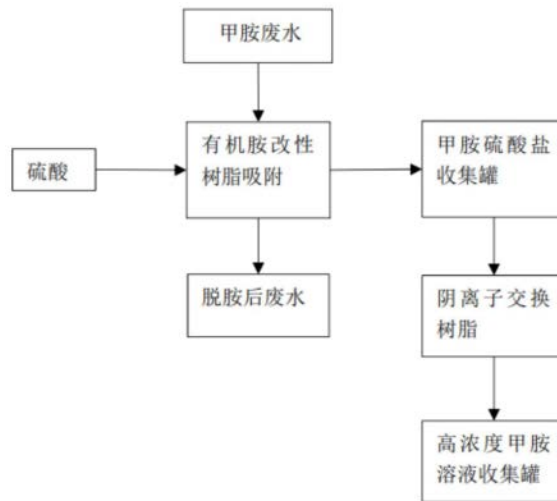 甲胺废水
硫酸
有机胺改性
树脂吸附
甲胺硫酸盐
收集罐
脱胺后废水
阴离子交换
树脂
高浓度甲胺
溶液收集罐